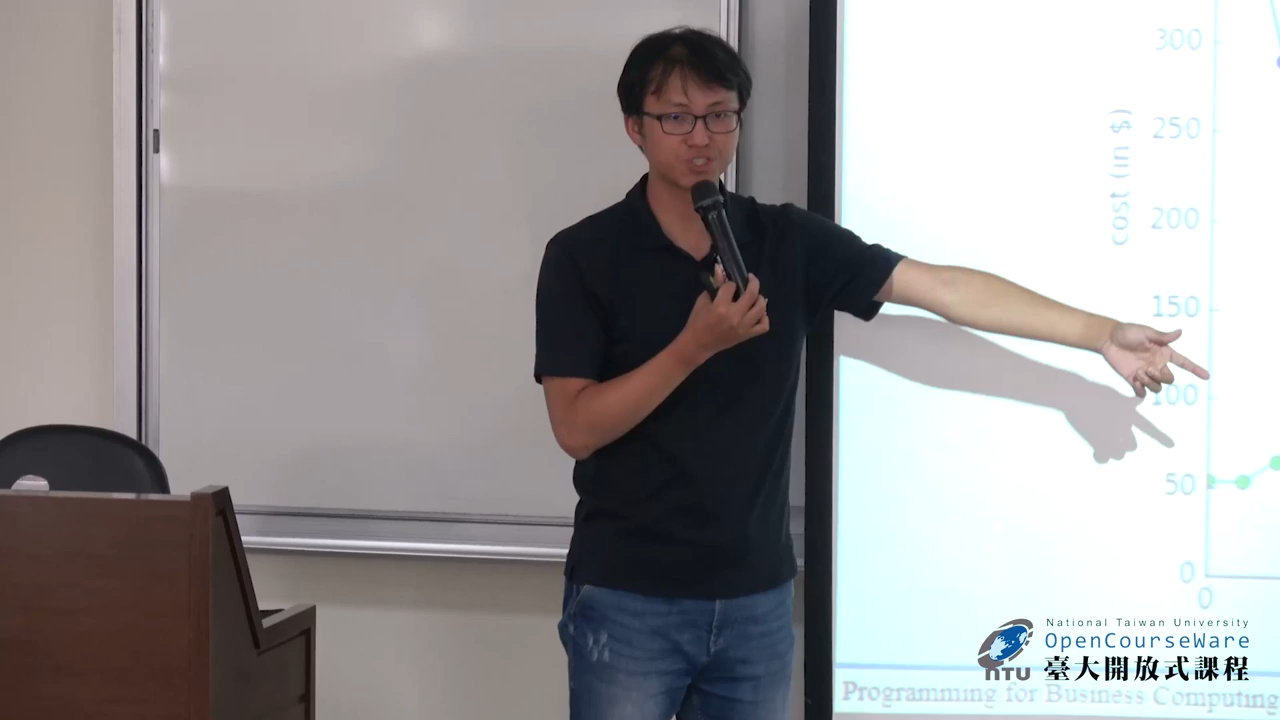 300
250
cost (in $)
200
150
100
50
0
0
National Taiwan University
OpenCourseWare
臺大開放式課程
NTU
Programming for Business Computing